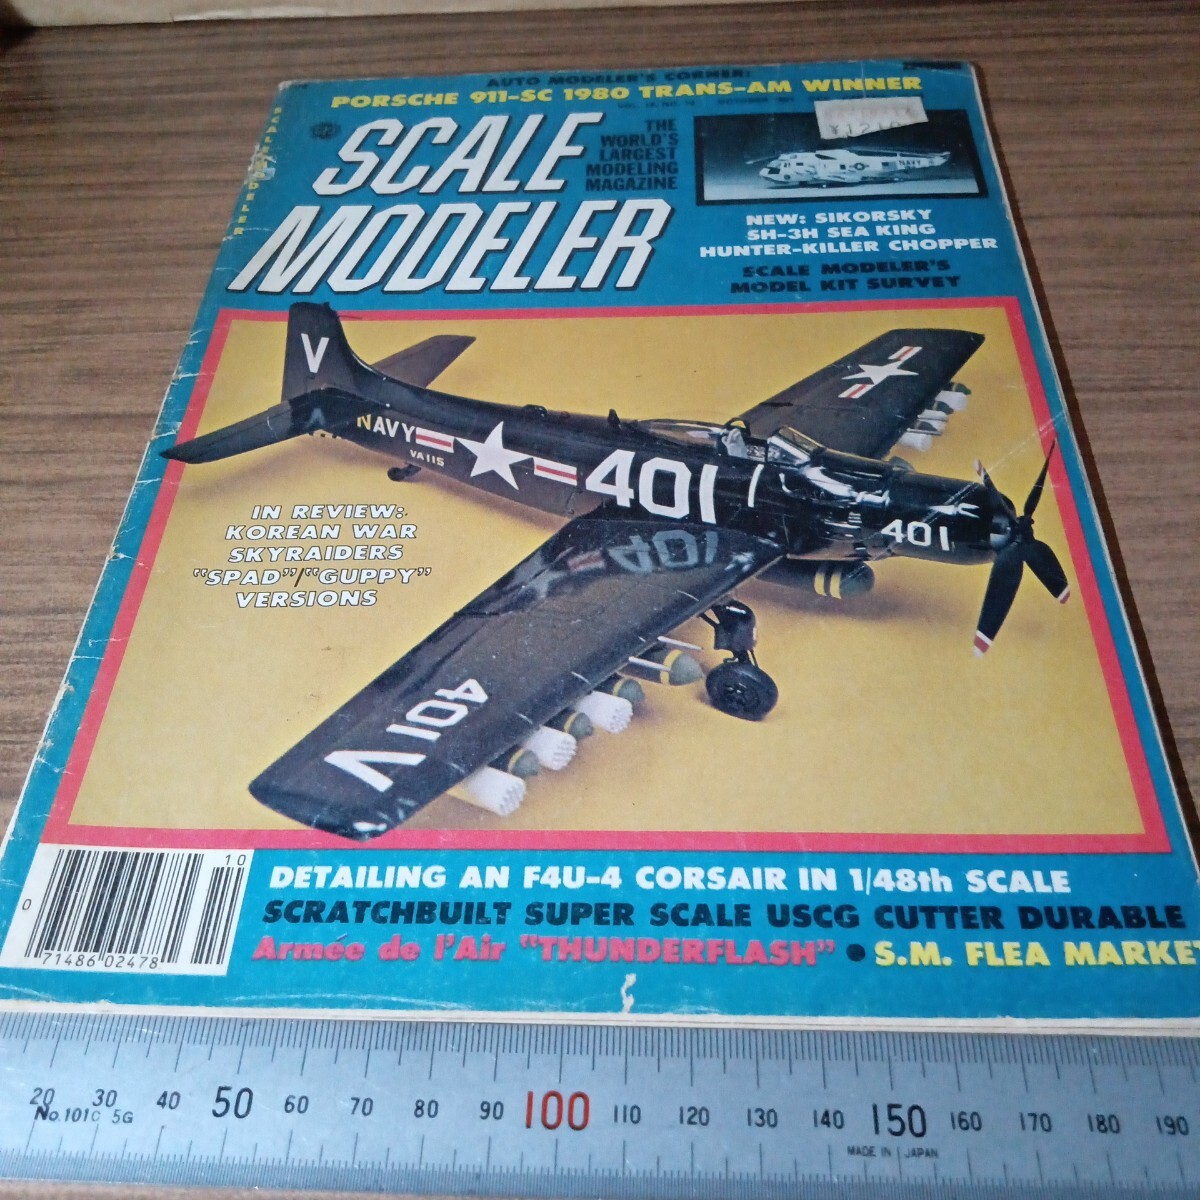 AUTO MODELER'S CORNER:
PORSCHE 911-SC 1980 TRANS-AM WINNER
OCTOBER 1981
SCALE MODELER
SCALE
MODELER
THE
WORLD'S
LARGEST
MODELING
MAGAZINE
NAVY
NEW: SIKORSKY
SH-3H SEA KING
HUNTER-KILLER CHOPPER
SCALE MODELER'S
MODEL KIT SURVEY
V
NAVY
VA115
401
401
401 V
IN REVIEW:
KOREAN WAR
SKYRAIDERS
"SPAD"/"GUPPY"
VERSIONS
10
0
71486 02478
DETAILING AN F4U-4 CORSAIR IN 1/48th SCALE
SCRATCHBUILT SUPER SCALE USCG CUTTER DURABLE
Armée de l'Air "THUNDERFLASH" • S.M. FLEA MARKE
20 30 40 50 60 70 80 90 100 110 120 130 140 150 160 170 180 190
No.101C 5G
MADE IN JAPAN